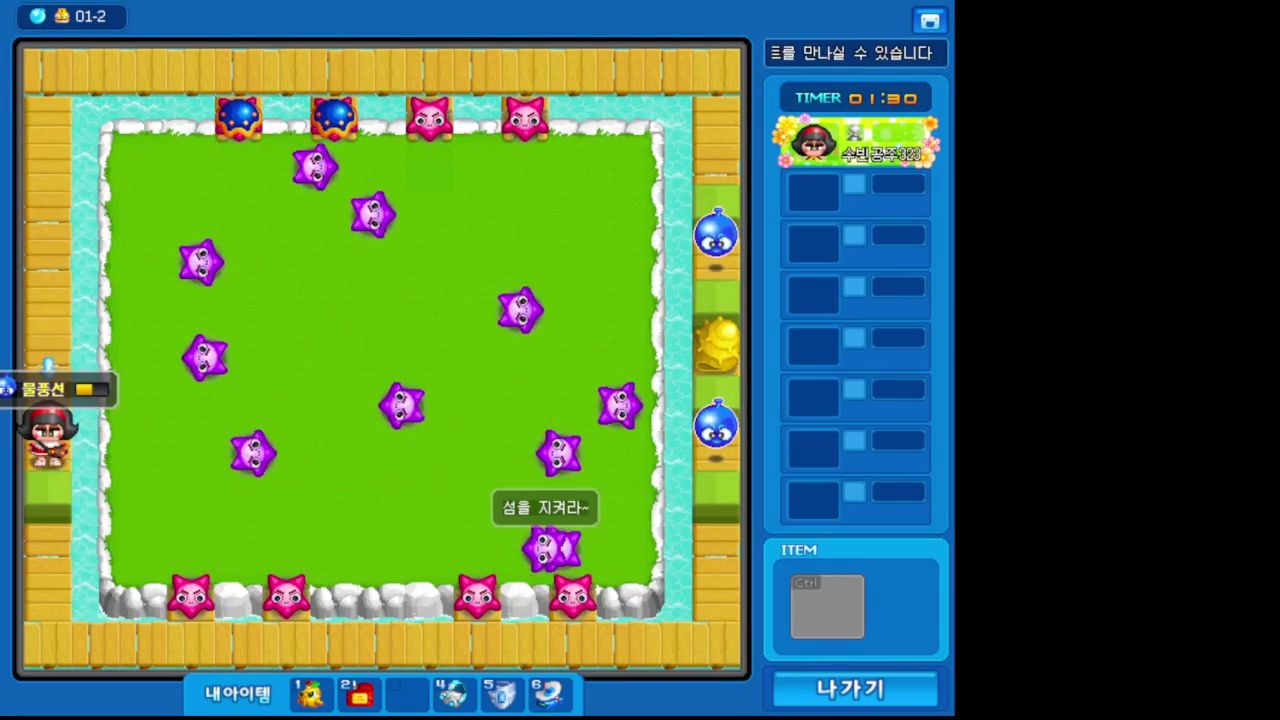 01-2
ㅌ를 만나실 수 있습니다
TIMER 01:30
수빈공주323
물풍선
섬을 지켜라~
ITEM
Ctrl
내아이템
1
2
4
5
6
나가기